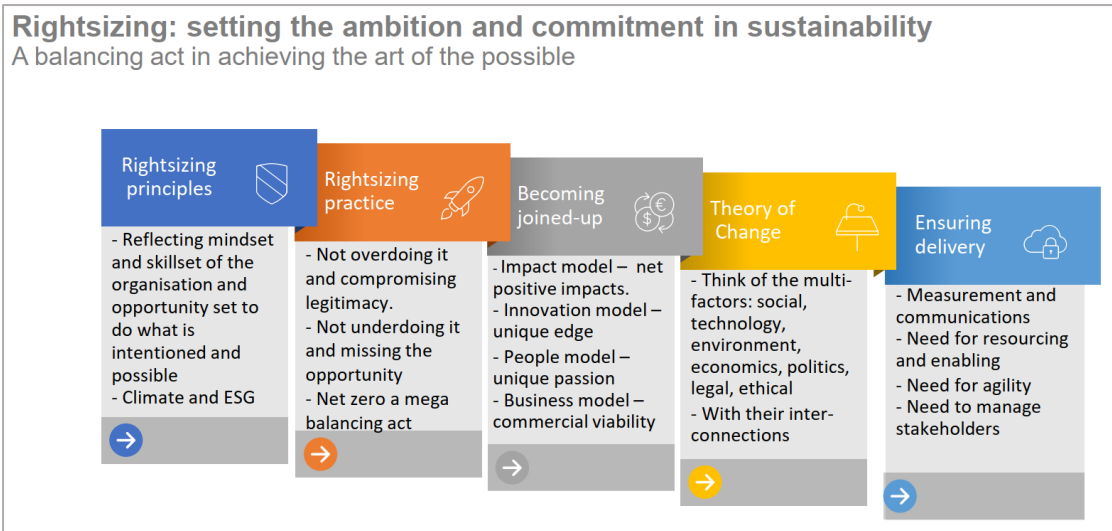 Rightsizing: setting the ambition and commitment in sustainability
A balancing act in achieving the art of the possible
Rightsizing
principles
- Reflecting mindset
and skillset of the
organisation and
opportunity set to
do what is
intentioned and
possible
- Climate and ESG
Rightsizing
practice
- Not overdoing it
and compromising
legitimacy.
- Not underdoing it
and missing the
opportunity
- Net zero a mega
balancing act
Becoming
joined-up
€
$
- Impact model – net
positive impacts.
- Innovation model –
unique edge
- People model –
unique passion
- Business model –
commercial viability
Theory of
Change
- Think of the multi-
factors: social,
technology,
environment,
economics, politics,
legal, ethical
- With their inter-
connections
Ensuring
delivery
- Measurement and
communications
- Need for resourcing
and enabling
- Need for agility
- Need to manage
stakeholders